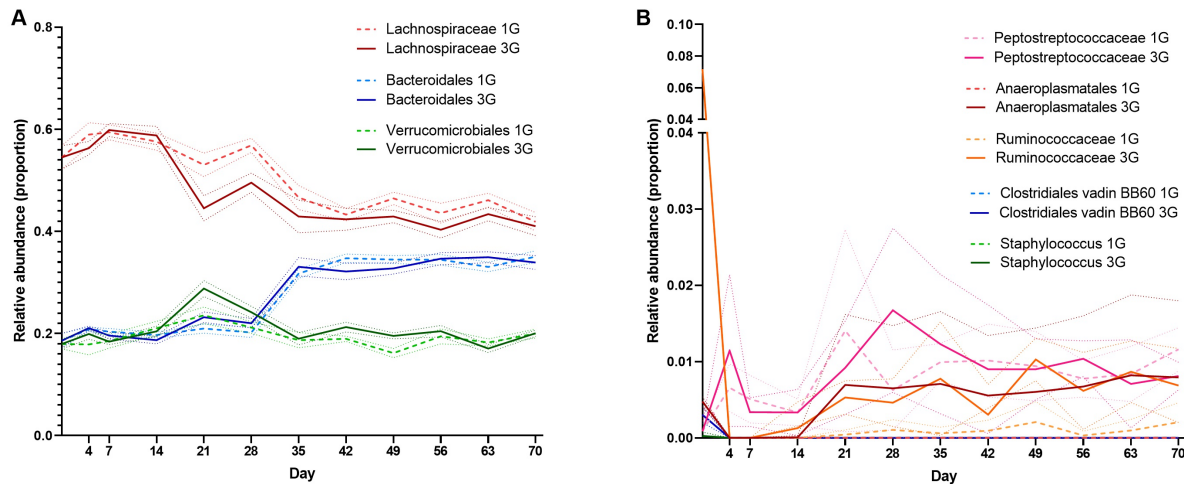 A
Relative abundance (proportion)
0.8
0.6
0.4
0.2
0.0
Lachnospiraceae 1G
Lachnospiraceae 3G
Bacteroidales 1G
Bacteroidales 3G
Verrucomicrobiales 1G
Verrucomicrobiales 3G
4 7 14 21 28 35 42 49 56 63 70
Day
B
Relative abundance (proportion)
0.10
0.08
0.06
0.04
0.04
0.03
0.02
0.01
0.00
Peptostreptococcaceae 1G
Peptostreptococcaceae 3G
Anaeroplasmatales 1G
Anaeroplasmatales 3G
Ruminococcaceae 1G
Ruminococcaceae 3G
Clostridiales vadin BB60 1G
Clostridiales vadin BB60 3G
Staphylococcus 1G
Staphylococcus 3G
4 7 14 21 28 35 42 49 56 63 70
Day